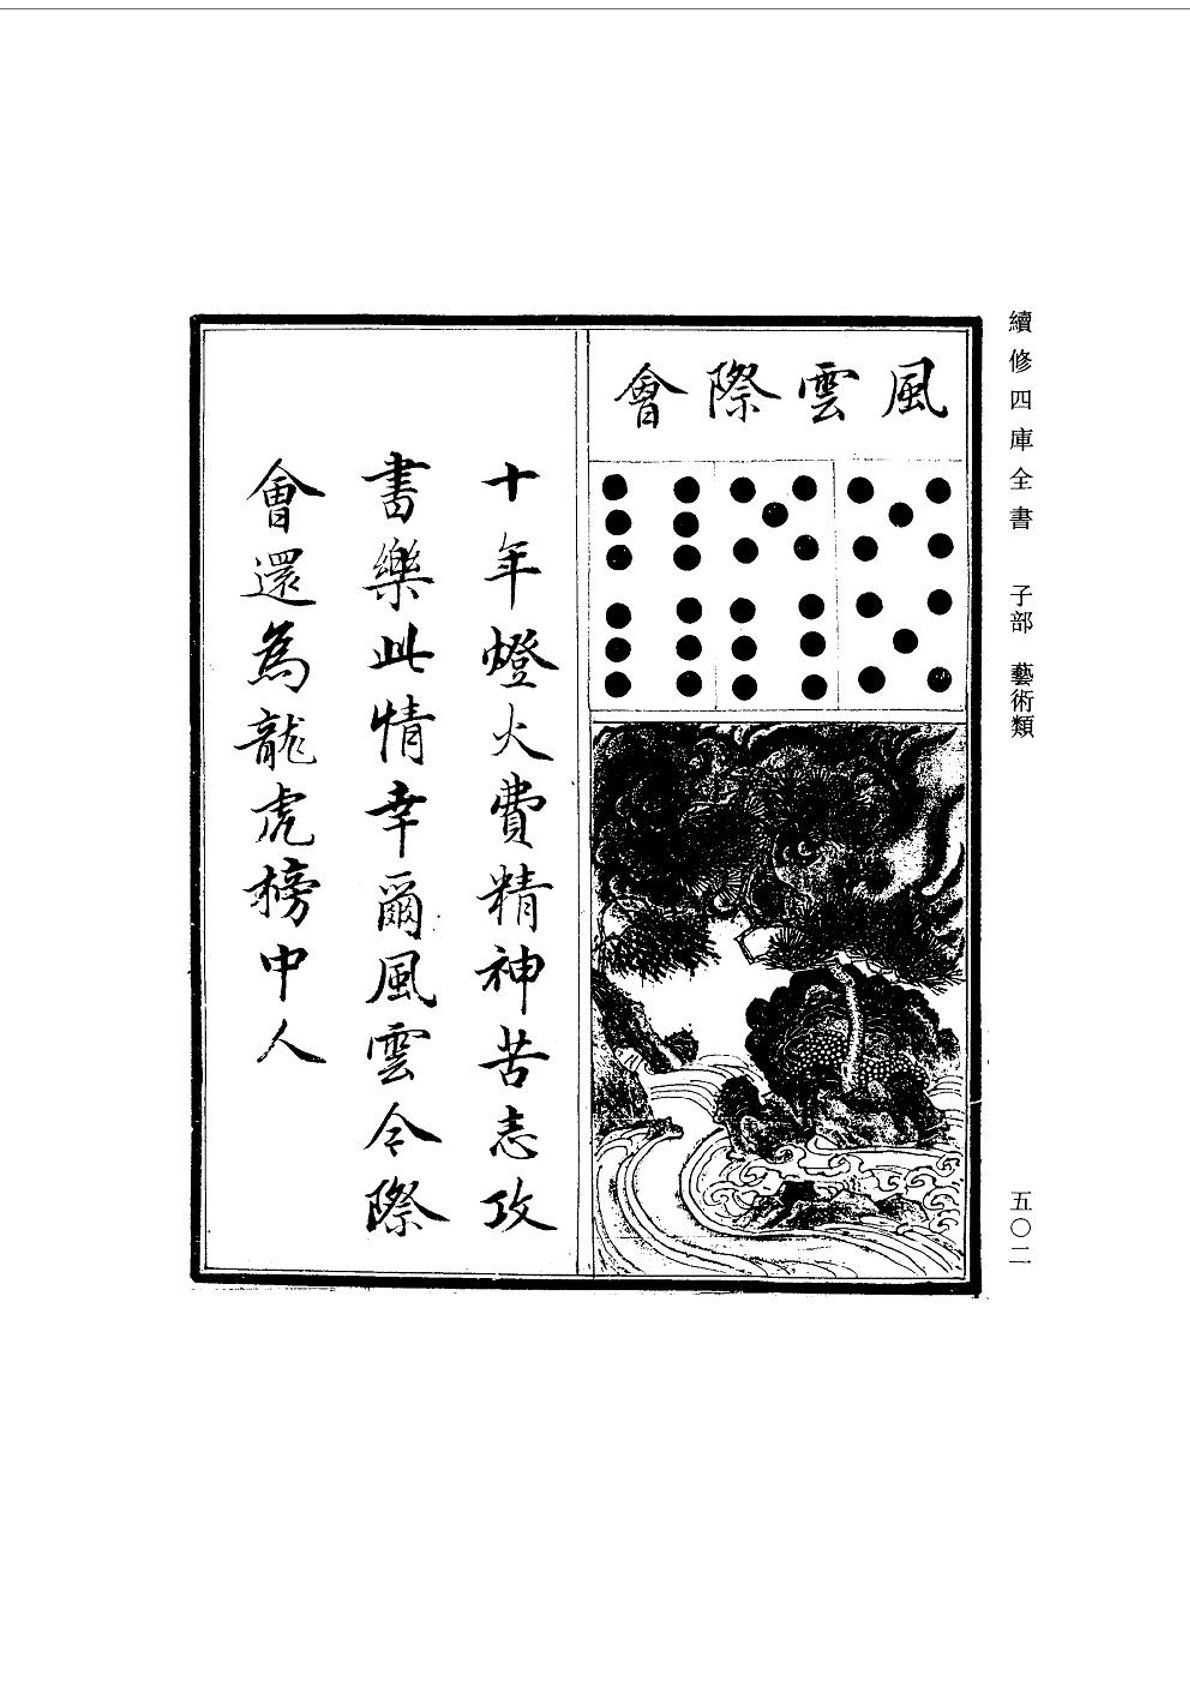 續修四庫全書 子部 藝術類
五〇二
風雲際會
十年燈火費精神苦志攻
書樂此情幸爾風雲今際
會還為龍虎榜中人